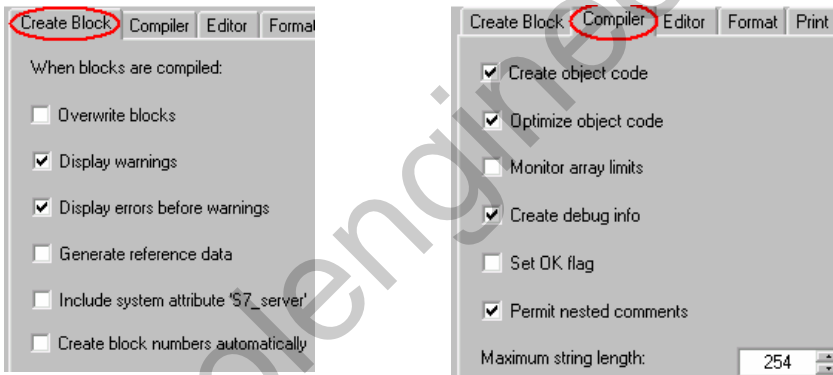 Create Block Compiler Editor Format
When blocks are compiled:
Overwrite blocks
Display warnings
Display errors before warnings
Generate reference data
Include system attribute 'S7_server'
Create block numbers automatically
Create Block Compiler Editor Format Print
Create object code
Optimize object code
Monitor array limits
Create debug info
Set OK flag
Permit nested comments
Maximum string length: 254